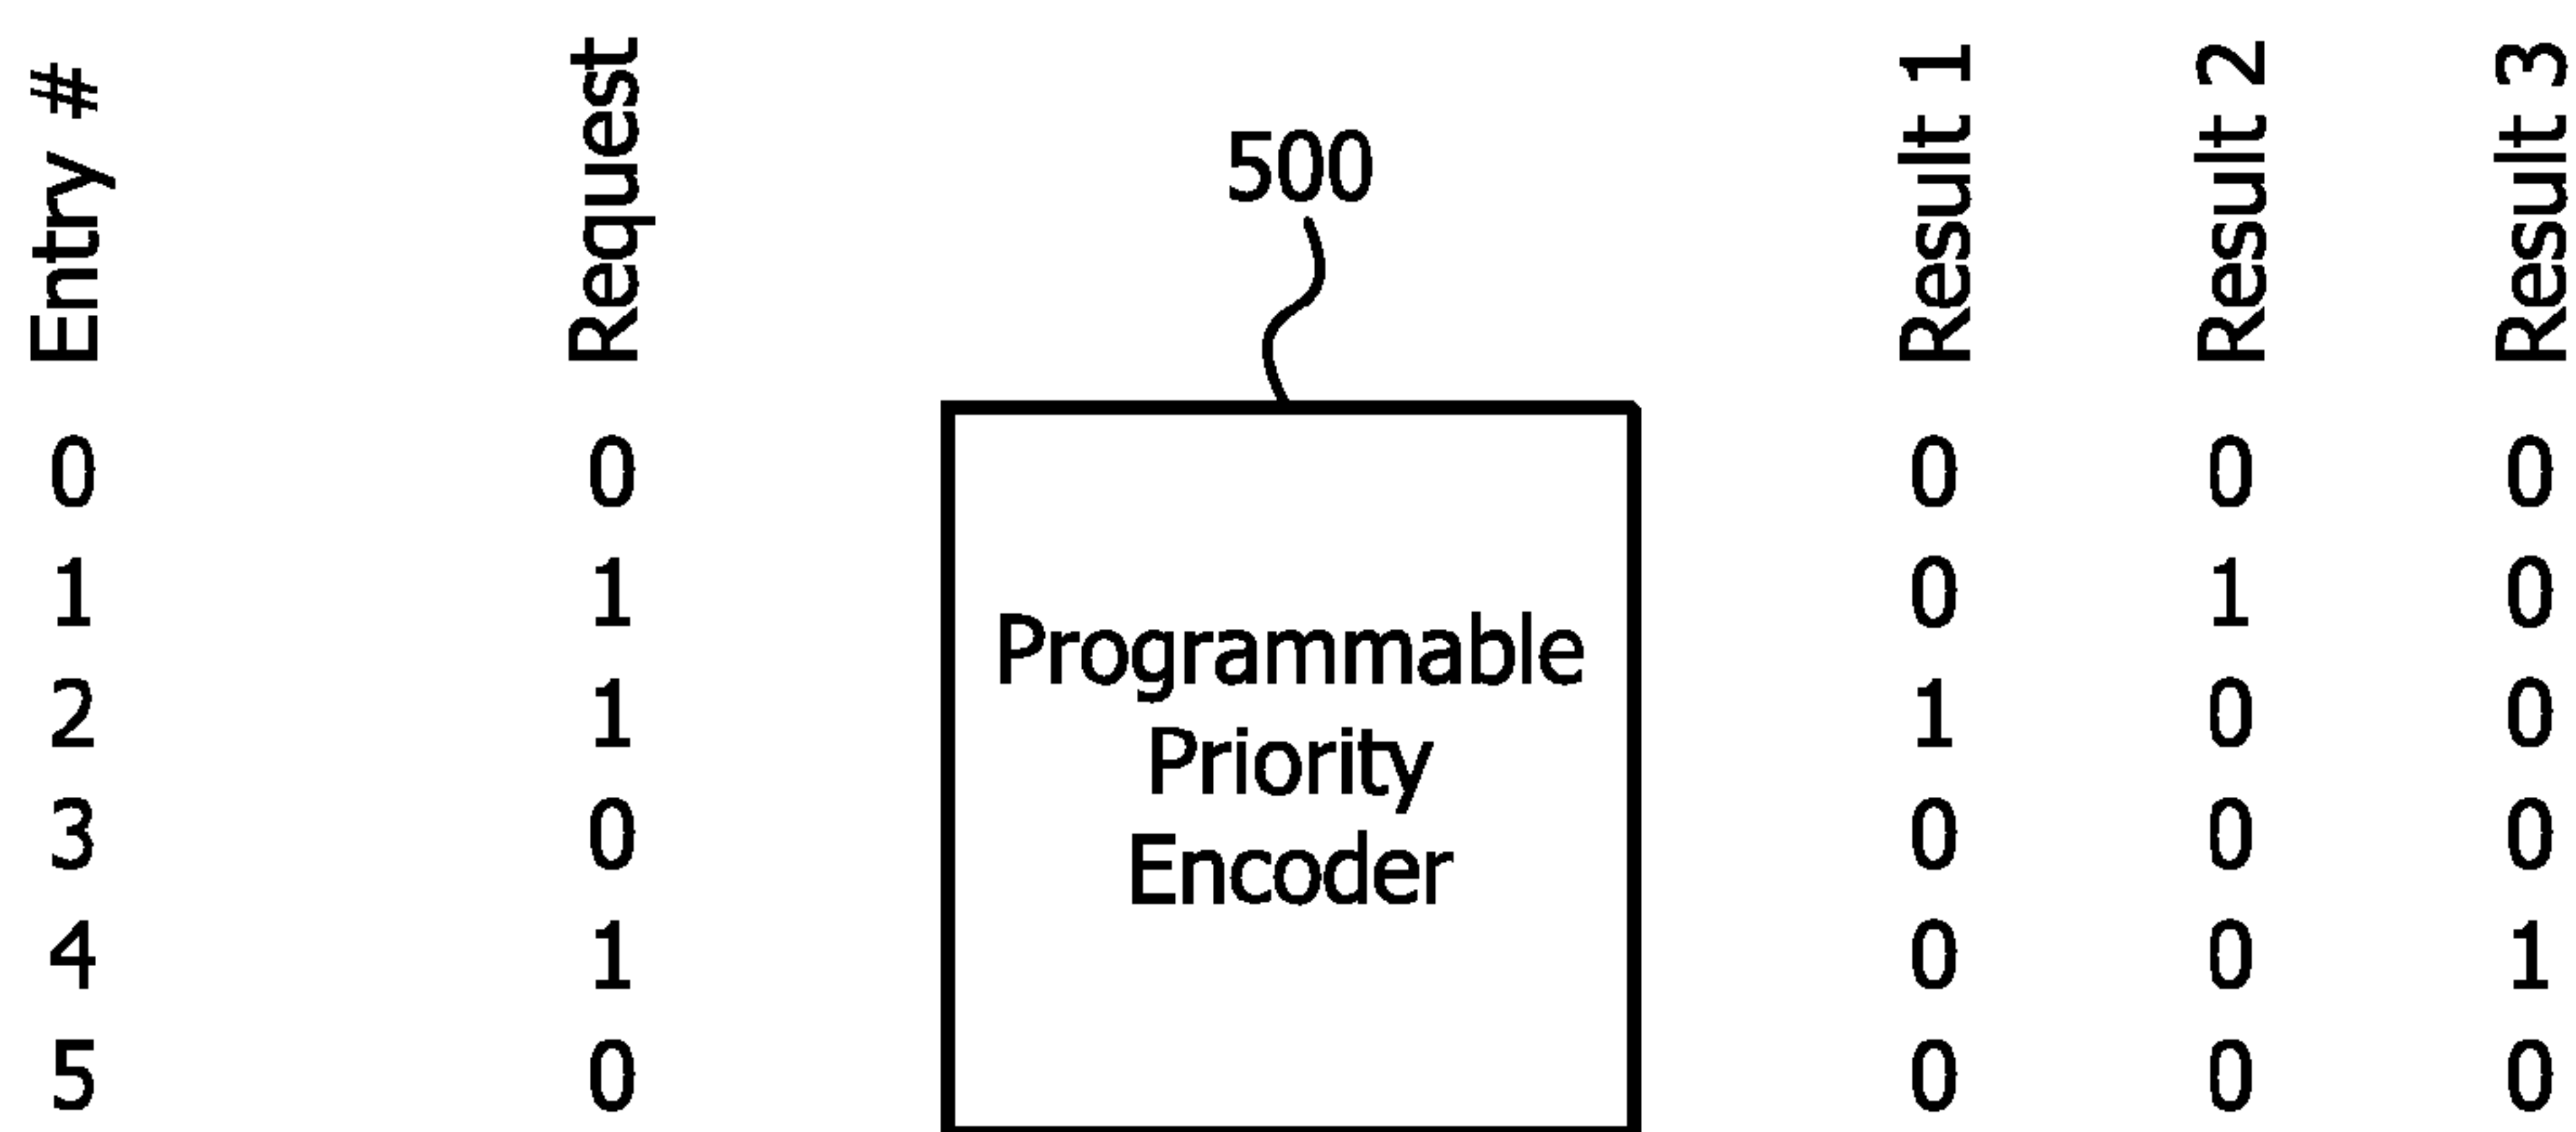 Entry # Request 500 Result 1 Result 2 Result 3
0 0 0 0 0
1 1 0 1 0
Programmable
2 1 1 0 0
Priority
3 0 0 0 0
Encoder
4 1 0 0 1
5 0 0 0 0